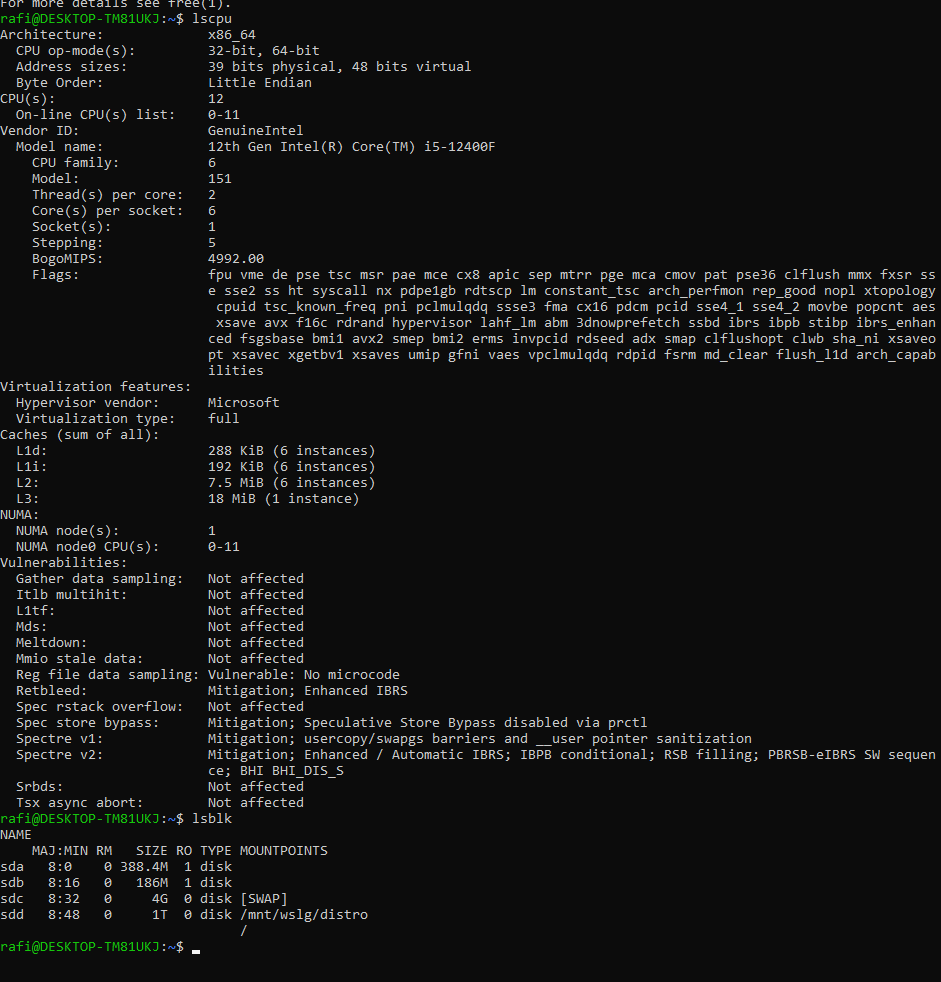 For more details see free(1).
rafi@DESKTOP-TM81UKJ:~$ lscpu
Architecture:             x86_64
  CPU op-mode(s):         32-bit, 64-bit
  Address sizes:          39 bits physical, 48 bits virtual
  Byte Order:             Little Endian
CPU(s):                   12
  On-line CPU(s) list:    0-11
Vendor ID:                GenuineIntel
  Model name:             12th Gen Intel(R) Core(TM) i5-12400F
    CPU family:           6
    Model:                151
    Thread(s) per core:   2
    Core(s) per socket:   6
    Socket(s):            1
    Stepping:             5
    BogoMIPS:             4992.00
    Flags:                fpu vme de pse tsc msr pae mce cx8 apic sep mtrr pge mca cmov pat pse36 clflush mmx fxsr ss
                          e sse2 ss ht syscall nx pdpe1gb rdtscp lm constant_tsc arch_perfmon rep_good nopl xtopology
                           cpuid tsc_known_freq pni pclmulqdq ssse3 fma cx16 pdcm pcid sse4_1 sse4_2 movbe popcnt aes
                           xsave avx f16c rdrand hypervisor lahf_lm abm 3dnowprefetch ssbd ibrs ibpb stibp ibrs_enhan
                          ced fsgsbase bmi1 avx2 smep bmi2 erms invpcid rdseed adx smap clflushopt clwb sha_ni xsaveo
                          pt xsavec xgetbv1 xsaves umip gfni vaes vpclmulqdq rdpid fsrm md_clear flush_l1d arch_capab
                          ilities
Virtualization features:
  Hypervisor vendor:      Microsoft
  Virtualization type:    full
Caches (sum of all):
  L1d:                    288 KiB (6 instances)
  L1i:                    192 KiB (6 instances)
  L2:                     7.5 MiB (6 instances)
  L3:                     18 MiB (1 instance)
NUMA:
  NUMA node(s):           1
  NUMA node0 CPU(s):      0-11
Vulnerabilities:
  Gather data sampling:   Not affected
  Itlb multihit:          Not affected
  L1tf:                   Not affected
  Mds:                    Not affected
  Meltdown:               Not affected
  Mmio stale data:        Not affected
  Reg file data sampling: Vulnerable: No microcode
  Retbleed:               Mitigation; Enhanced IBRS
  Spec rstack overflow:   Not affected
  Spec store bypass:      Mitigation; Speculative Store Bypass disabled via prctl
  Spectre v1:             Mitigation; usercopy/swapgs barriers and __user pointer sanitization
  Spectre v2:             Mitigation; Enhanced / Automatic IBRS; IBPB conditional; RSB filling; PBRSB-eIBRS SW sequen
                          ce; BHI BHI_DIS_S
  Srbds:                  Not affected
  Tsx async abort:        Not affected
rafi@DESKTOP-TM81UKJ:~$ lsblk
NAME
    MAJ:MIN RM   SIZE RO TYPE MOUNTPOINTS
sda   8:0    0 388.4M  1 disk
sdb   8:16   0   186M  1 disk
sdc   8:32   0     4G  0 disk [SWAP]
sdd   8:48   0     1T  0 disk /mnt/wslg/distro
                              /
rafi@DESKTOP-TM81UKJ:~$